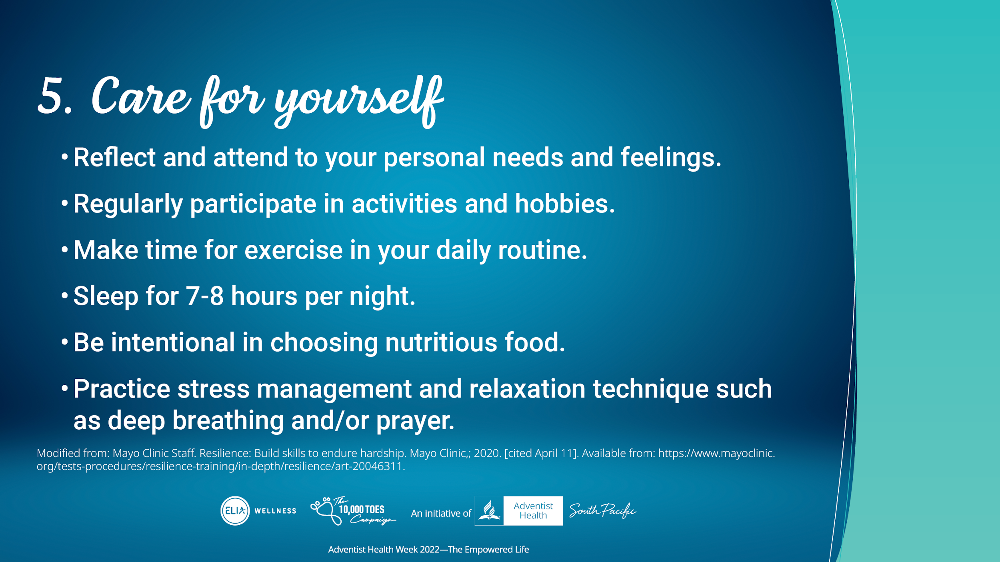 5. Care for yourself
• Reflect and attend to your personal needs and feelings.
• Regularly participate in activities and hobbies.
• Make time for exercise in your daily routine.
• Sleep for 7-8 hours per night.
• Be intentional in choosing nutritious food.
• Practice stress management and relaxation technique such
as deep breathing and/or prayer.
Modified from: Mayo Clinic Staff. Resilience: Build skills to endure hardship. Mayo Clinic,; 2020. [cited April 11]. Available from: https://www.mayoclinic.
org/tests-procedures/resilience-training/in-depth/resilience/art-20046311.
ELIA WELLNESS
The
10,000 TOES
Campaign
An initiative of
Adventist
Health
South Pacific
Adventist Health Week 2022—The Empowered Life